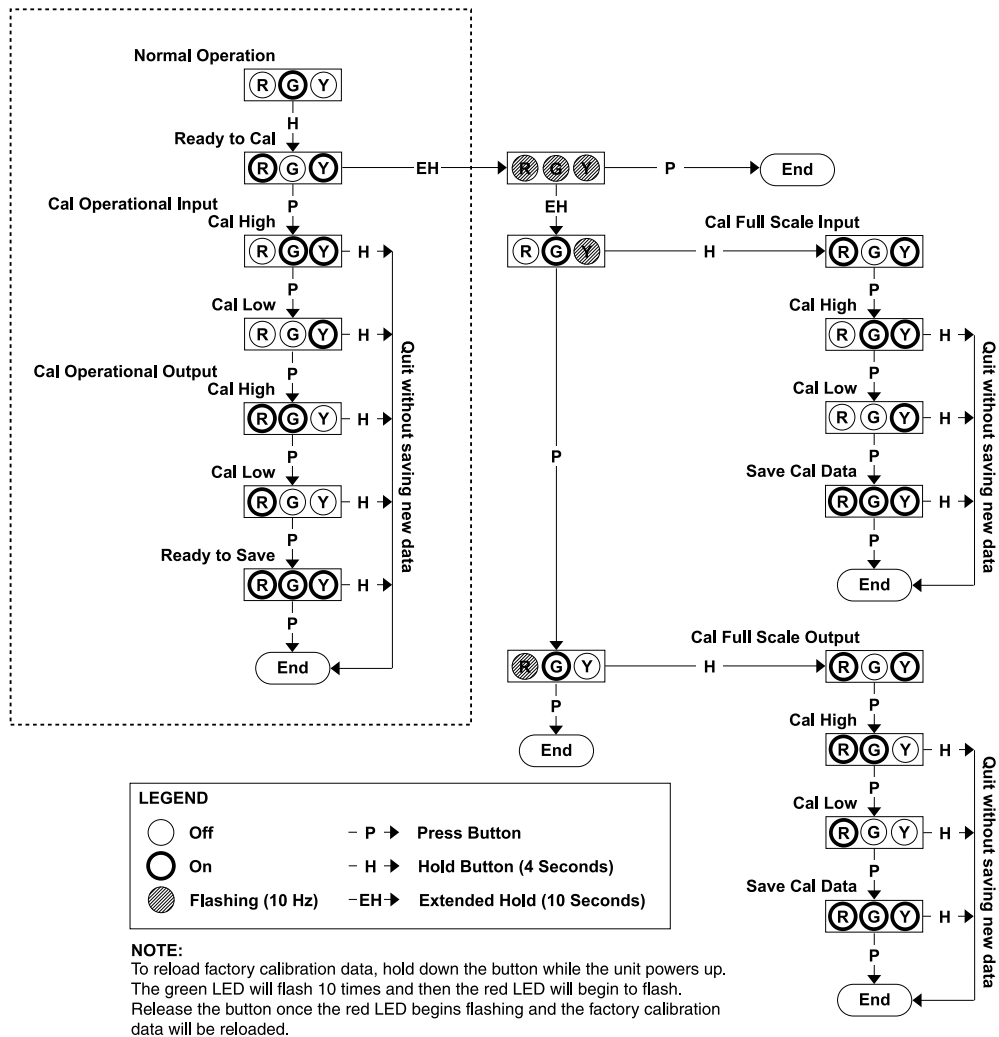 Normal Operation
R G Y
H
Ready to Cal
R G Y
EH
R G Y
P
End
P
EH
Cal Operational Input
Cal High
R G Y
H
R G Y
H
Cal Full Scale Input
R G Y
P
P
Cal Low
R G Y
H
Cal High
R G Y
H
P
P
Cal Operational Output
Cal High
R G Y
H
Cal Low
R G Y
H
P
P
Cal Low
R G Y
H
Save Cal Data
R G Y
H
P
P
Ready to Save
R G Y
H
End
P
End
Quit without saving new data
Quit without saving new data
P
R G Y
H
Cal Full Scale Output
R G Y
P
End
P
Cal High
R G Y
H
P
Cal Low
R G Y
H
P
Save Cal Data
R G Y
H
P
End
Quit without saving new data
LEGEND
Off
P
Press Button
On
H
Hold Button (4 Seconds)
Flashing (10 Hz)
EH
Extended Hold (10 Seconds)
NOTE:
To reload factory calibration data, hold down the button while the unit powers up.
The green LED will flash 10 times and then the red LED will begin to flash.
Release the button once the red LED begins flashing and the factory calibration
data will be reloaded.